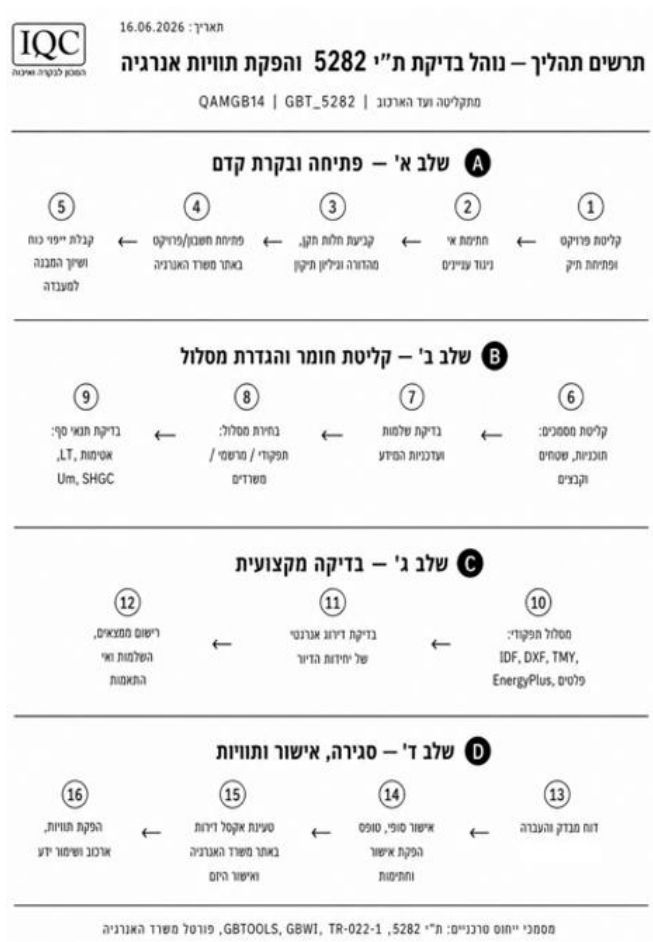 IQC
המכון לבקרה ואיכות
תאריך: 16.06.2026
תרשים תהליך – נוהל בדיקת ת"י 5282 והפקת תוויות אנרגיה
מתקליטה ועד הארכוב | QAMGB14 | GBT_5282
A שלב א' – פתיחה ובקרת קדם
1
קליטת פרויקט
ופתיחת תיק
←
2
חתימת אי
ניגוד עניינים
←
3
קביעת חלות תקן,
מהדורה וגיליון תיקון
←
4
פתיחת חשבון/פרויקט
באתר משרד האנרגיה
←
5
קבלת ייפוי כוח
ושיוך המבנה
למעבדה
B שלב ב' – קליטת חומר והגדרת מסלול
6
קליטת מסמכים:
תוכניות, שטחים
וקבצים
←
7
בדיקת שלמות
ועדכניות המידע
←
8
בחירת מסלול:
תפקודי / מרשמי /
משרדים
←
9
בדיקת תנאי סף:
אטימות, LT,
Um, SHGC
C שלב ג' – בדיקה מקצועית
10
מסלול תפקודי:
IDF, DXF, TMY,
EnergyPlus, פלטים
←
11
בדיקת דירוג אנרגטי
של יחידות הדיור
←
12
רישום ממצאים,
השלמות ואי
התאמות
D שלב ד' – סגירה, אישור ותוויות
13
דוח מבדק והעברה
←
14
אישור סופי, טופס
הפקת אישור
וחתימות
←
15
טעינת אקסל דירות
באתר משרד האנרגיה
ואישור היזם
←
16
הפקת תוויות,
ארכוב ושימור ידע
מסמכי ייחוס טרכניים: ת"י 5282, GBTOOLS, GBWI, TR-022-1, פורטל משרד האנרגיה